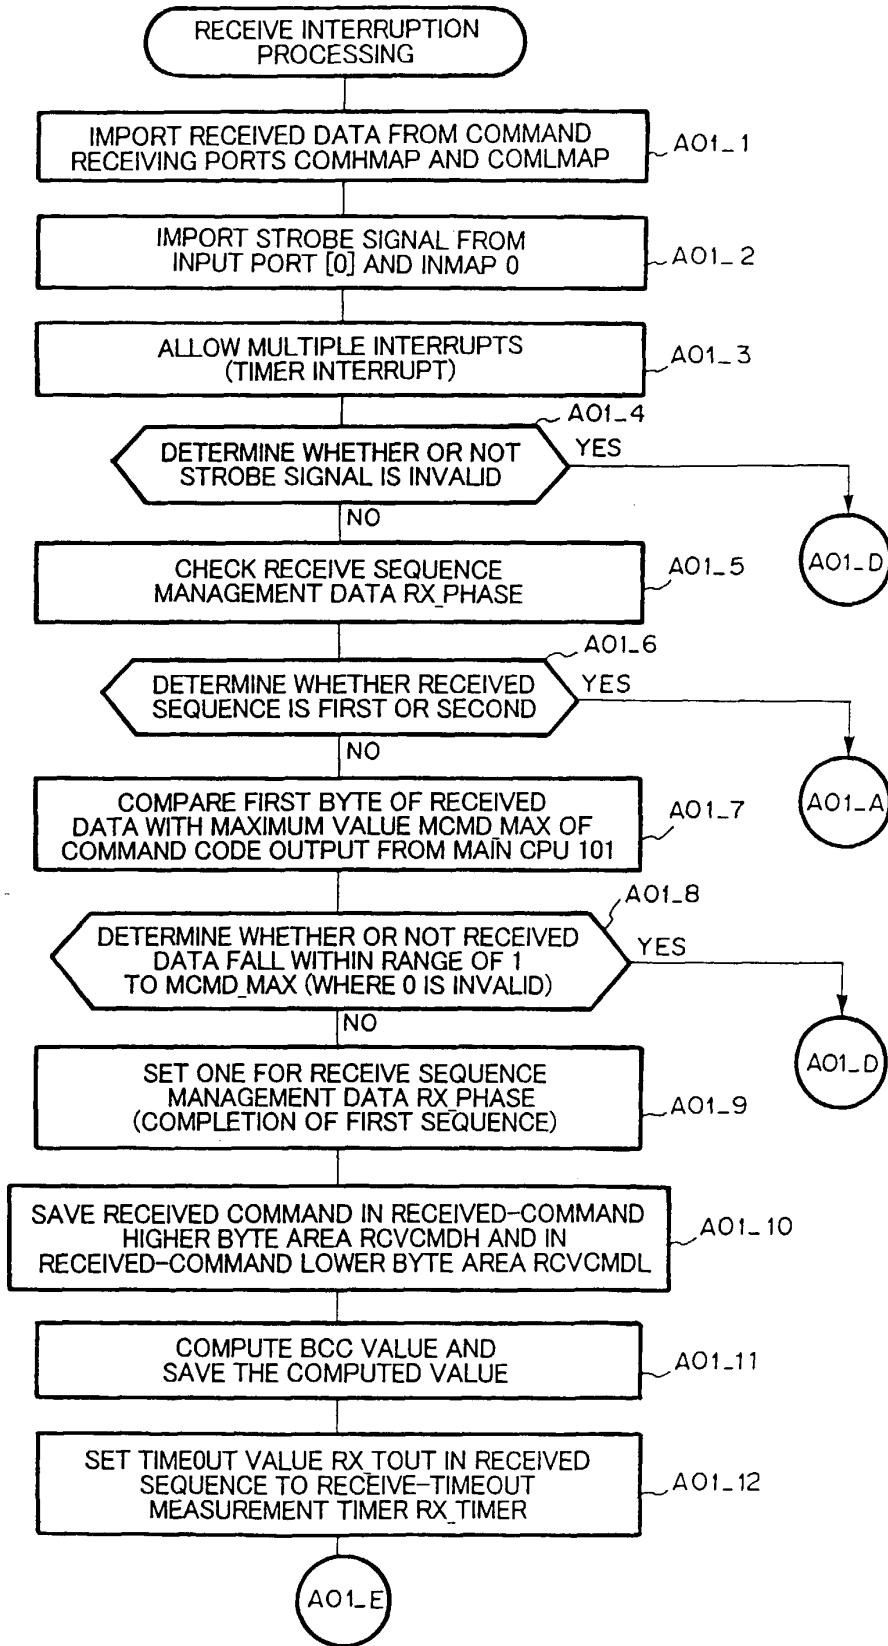 RECEIVE INTERRUPTION
PROCESSING
IMPORT RECEIVED DATA FROM COMMAND
RECEIVING PORTS COMHMAP AND COMLMAP
A01_1
IMPORT STROBE SIGNAL FROM
INPUT PORT [0] AND INMAP 0
A01_2
ALLOW MULTIPLE INTERRUPTS
(TIMER INTERRUPT)
A01_3
A01_4
DETERMINE WHETHER OR NOT
STROBE SIGNAL IS INVALID
YES
NO
A01_D
CHECK RECEIVE SEQUENCE
MANAGEMENT DATA RX_PHASE
A01_5
A01_6
DETERMINE WHETHER RECEIVED
SEQUENCE IS FIRST OR SECOND
YES
NO
A01_A
COMPARE FIRST BYTE OF RECEIVED
DATA WITH MAXIMUM VALUE MCMD_MAX OF
COMMAND CODE OUTPUT FROM MAIN CPU 101
A01_7
A01_8
DETERMINE WHETHER OR NOT RECEIVED
DATA FALL WITHIN RANGE OF 1
TO MCMD_MAX (WHERE 0 IS INVALID)
YES
NO
A01_D
SET ONE FOR RECEIVE SEQUENCE
MANAGEMENT DATA RX_PHASE
(COMPLETION OF FIRST SEQUENCE)
A01_9
SAVE RECEIVED COMMAND IN RECEIVED-COMMAND
HIGHER BYTE AREA RCVCMDH AND IN
RECEIVED-COMMAND LOWER BYTE AREA RCVCMDL
A01_10
COMPUTE BCC VALUE AND
SAVE THE COMPUTED VALUE
A01_11
SET TIMEOUT VALUE RX_TOUT IN RECEIVED
SEQUENCE TO RECEIVE-TIMEOUT
MEASUREMENT TIMER RX_TIMER
A01_12
A01_E